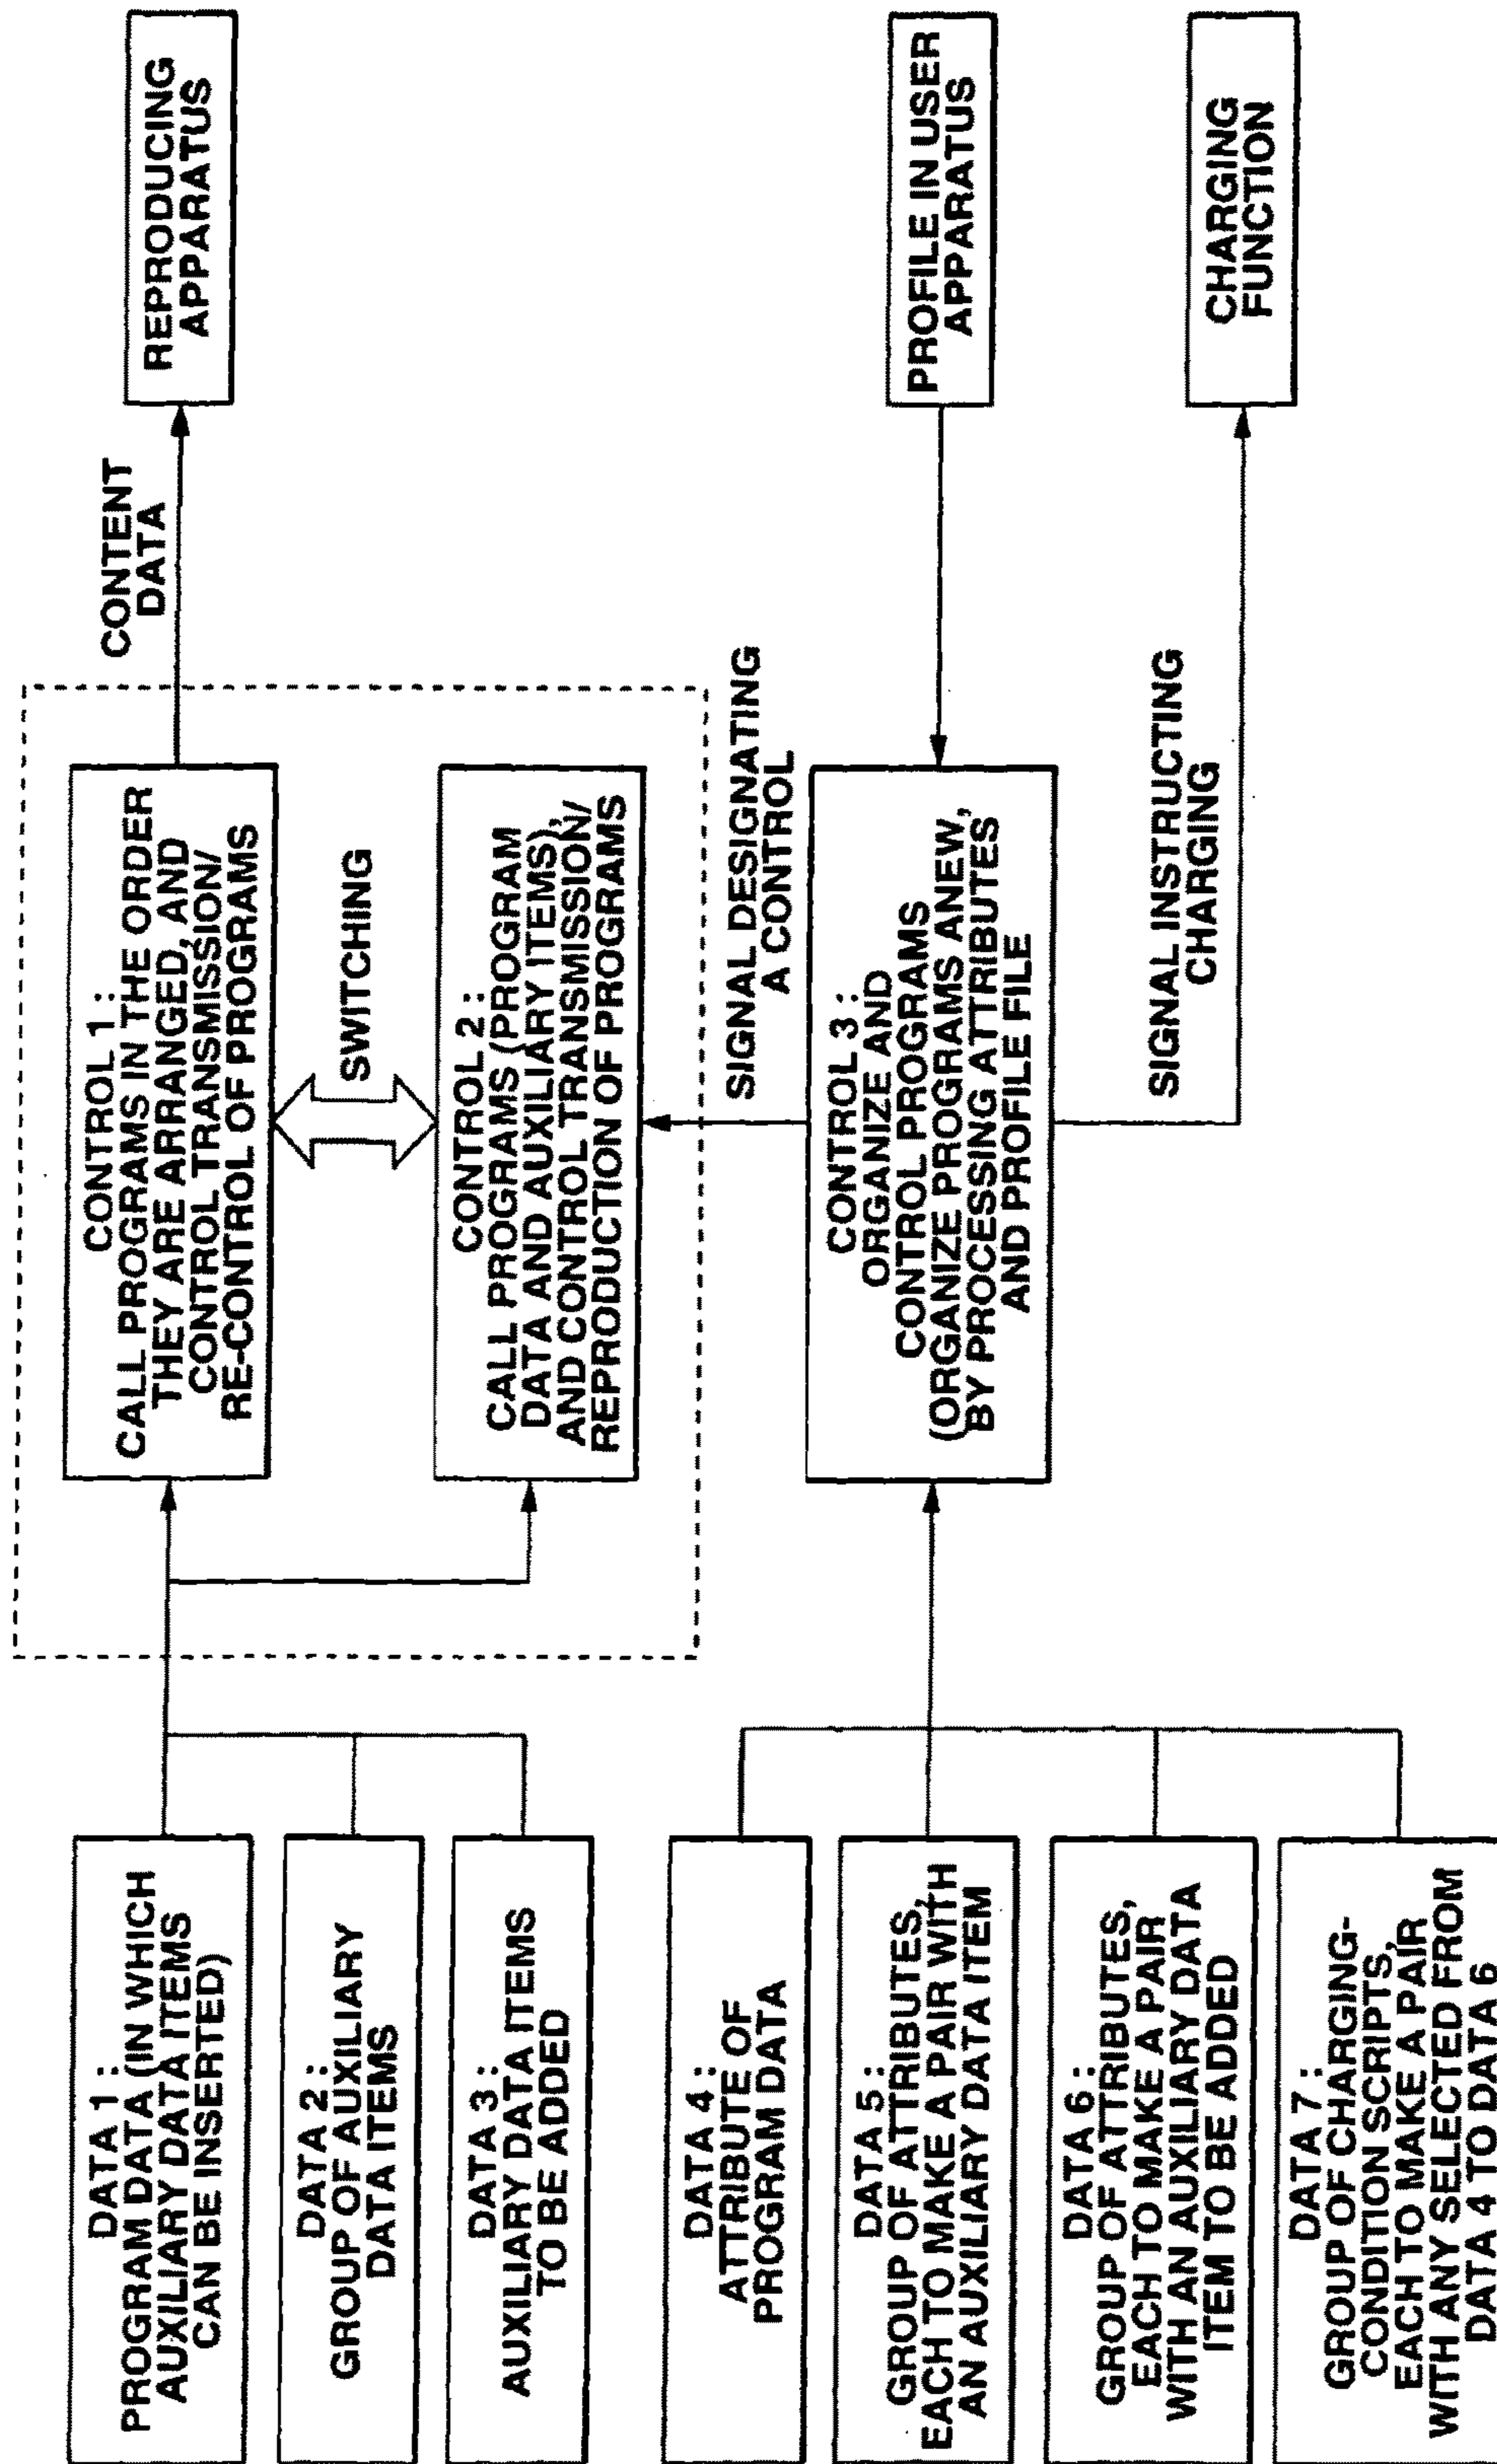 DATA 1 :
PROGRAM DATA (IN WHICH
AUXILIARY DATA ITEMS
CAN BE INSERTED)
DATA 2 :
GROUP OF AUXILIARY
DATA ITEMS
DATA 3 :
AUXILIARY DATA ITEMS
TO BE ADDED
DATA 4 :
ATTRIBUTE OF
PROGRAM DATA
DATA 5 :
GROUP OF ATTRIBUTES,
EACH TO MAKE A PAIR WITH
AN AUXILIARY DATA ITEM
DATA 6 :
GROUP OF ATTRIBUTES,
EACH TO MAKE A PAIR
WITH AN AUXILIARY DATA
ITEM TO BE ADDED
DATA 7 :
GROUP OF CHARGING-
CONDITION SCRIPTS,
EACH TO MAKE A PAIR
WITH ANY SELECTED FROM
DATA 4 TO DATA 6
CONTROL 1 :
CALL PROGRAMS IN THE ORDER
THEY ARE ARRANGED, AND
CONTROL TRANSMISSION/
RE-CONTROL OF PROGRAMS
SWITCHING
CONTROL 2 :
CALL PROGRAMS (PROGRAM
DATA AND AUXILIARY ITEMS),
AND CONTROL TRANSMISSION/
REPRODUCTION OF PROGRAMS
SIGNAL DESIGNATING
A CONTROL
CONTROL 3 :
ORGANIZE AND
CONTROL PROGRAMS
(ORGANIZE PROGRAMS ANEW,
BY PROCESSING ATTRIBUTES
AND PROFILE FILE
SIGNAL INSTRUCTING
CHARGING
CONTENT
DATA
REPRODUCING
APPARATUS
PROFILE IN USER
APPARATUS
CHARGING
FUNCTION